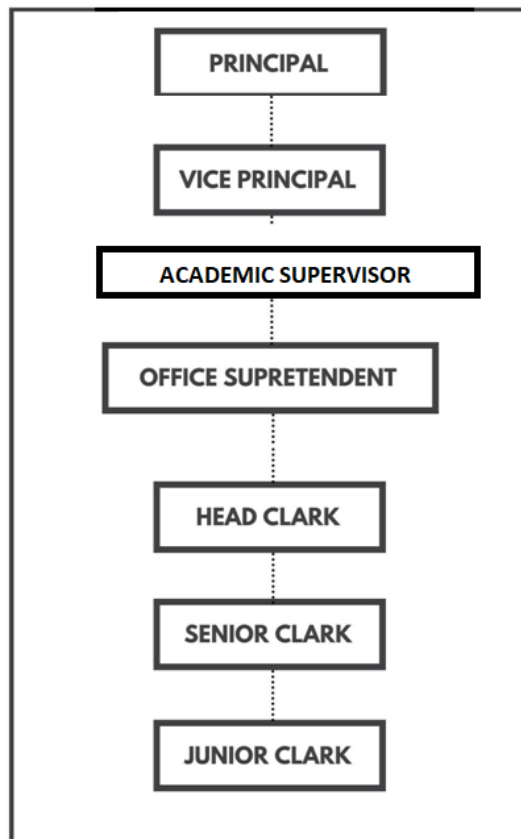 PRINCIPAL
VICE PRINCIPAL
ACADEMIC SUPERVISOR
OFFICE SUPRETENDENT
HEAD CLARK
SENIOR CLARK
JUNIOR CLARK